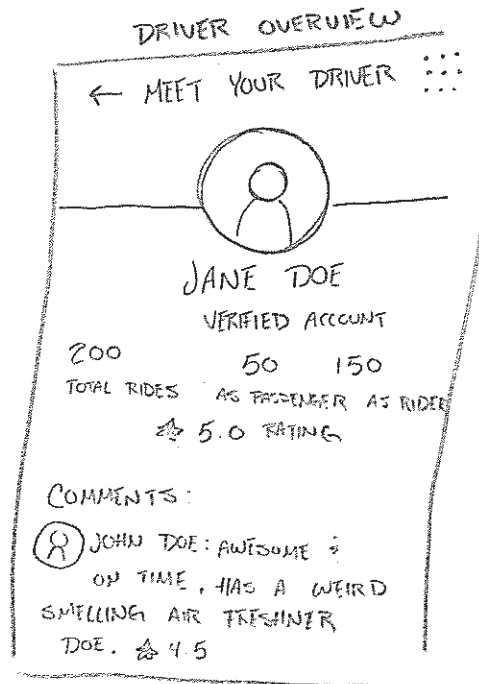 DRIVER OVERVIEW
← MEET YOUR DRIVER
JANE DOE
VERIFIED ACCOUNT
200 50 150
TOTAL RIDES AS PASSENGER AS RIDER
☆ 5.0 RATING
COMMENTS:
JOHN DOE: AWESOME &
ON TIME. HAS A WEIRD
SMELLING AIR FRESHNER
DOE. ☆ 4.5